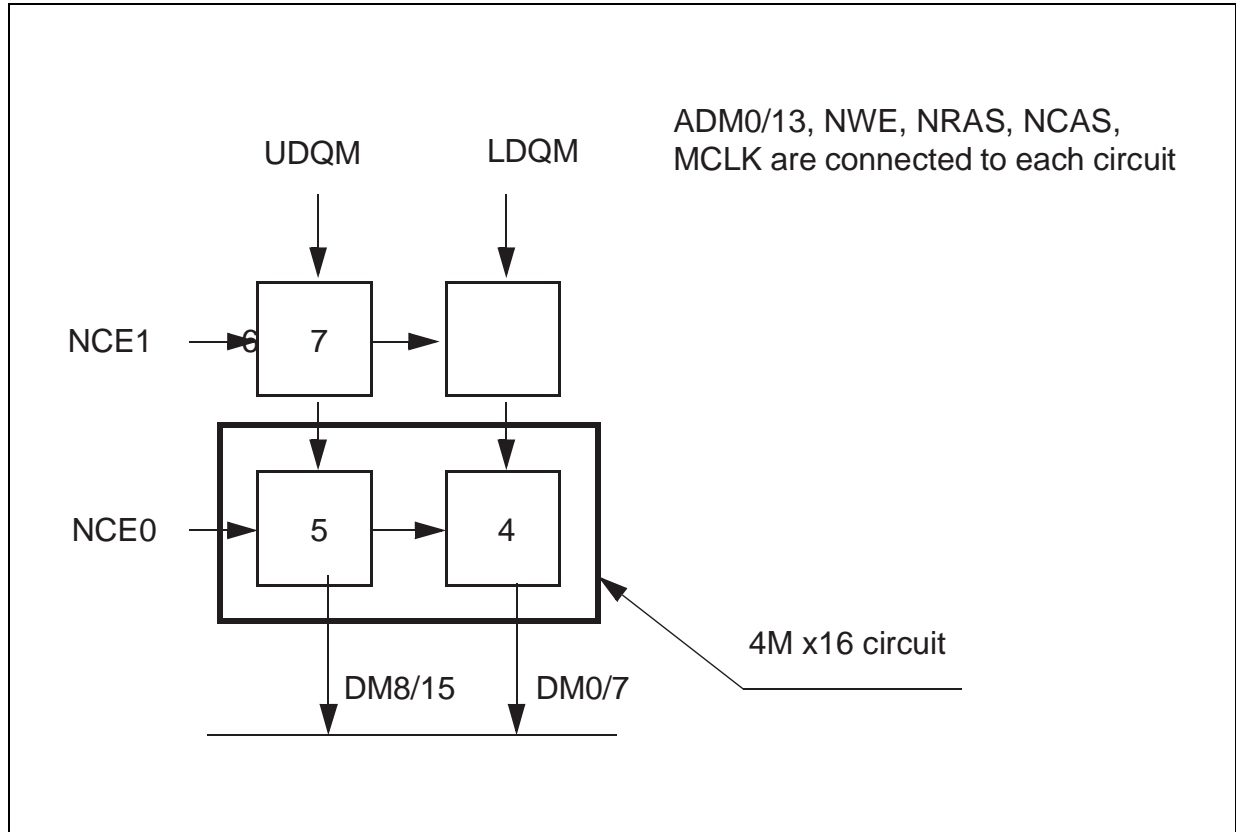 ADM0/13, NWE, NRAS, NCAS,
MCLK are connected to each circuit
UDQM
LDQM
NCE1
6
7
NCE0
5
4
4M x16 circuit
DM8/15
DM0/7